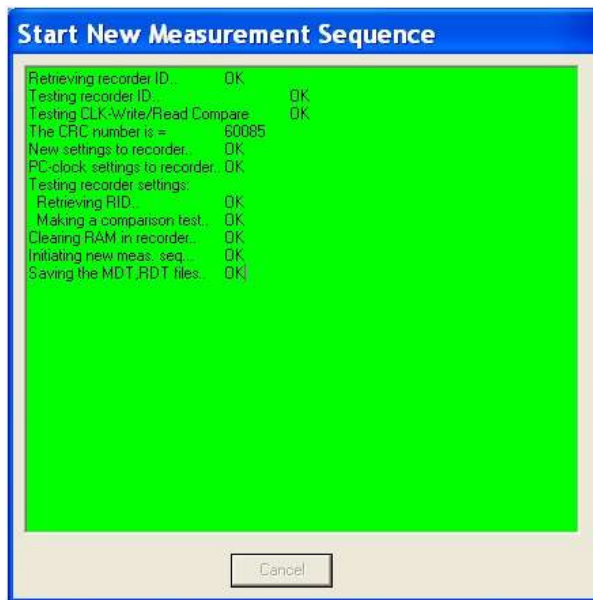 Start New Measurement Sequence
Retrieving recorder ID.. OK
Testing recorder ID.. OK
Testing CLK-Write/Read Compare OK
The CRC number is = 60085
New settings to recorder.. OK
PC-clock settings to recorder.. OK
Testing recorder settings:
Retrieving RID.. OK
Making a comparison test.. OK
Clearing RAM in recorder.. OK
Initiating new meas. seq... OK
Saving the MDT,RDT files.. OK
Cancel